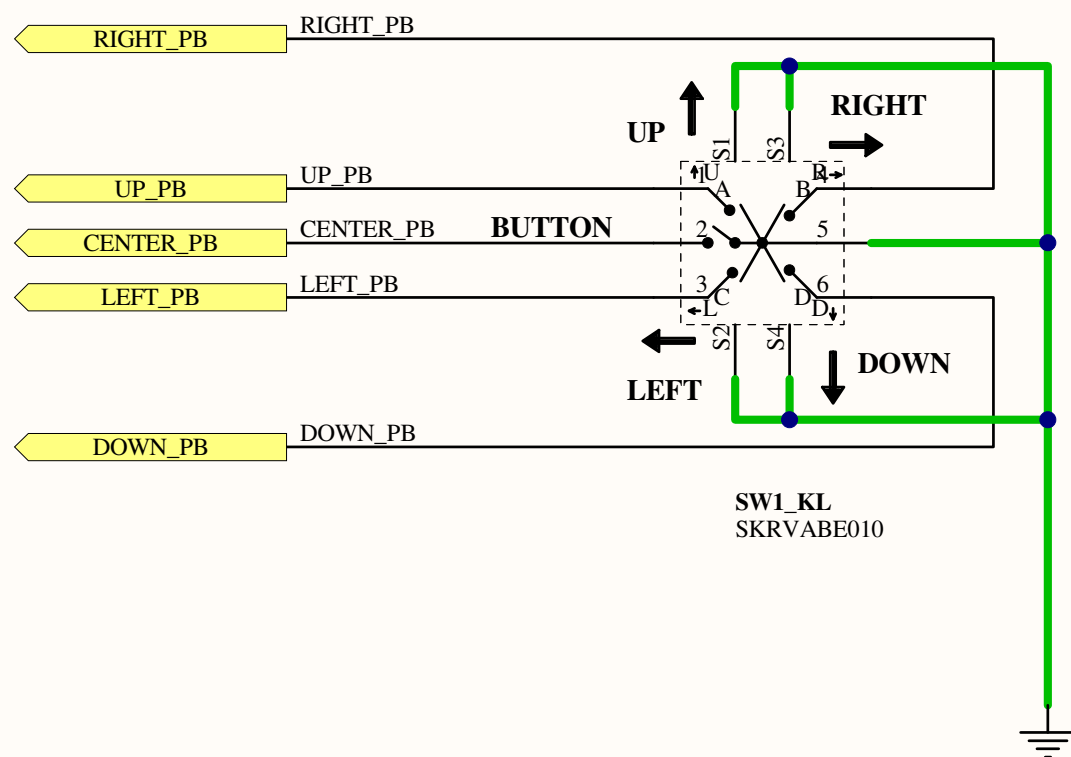 RIGHT_PB RIGHT_PB
RIGHT
UP
S1 S3
UP_PB UP_PB 1 U R 4
A B
CENTER_PB CENTER_PB BUTTON 2 5
LEFT_PB LEFT_PB 3 C D 6
L D
S2 S4
LEFT DOWN
DOWN_PB DOWN_PB
SW1_KL
SKRVABE010